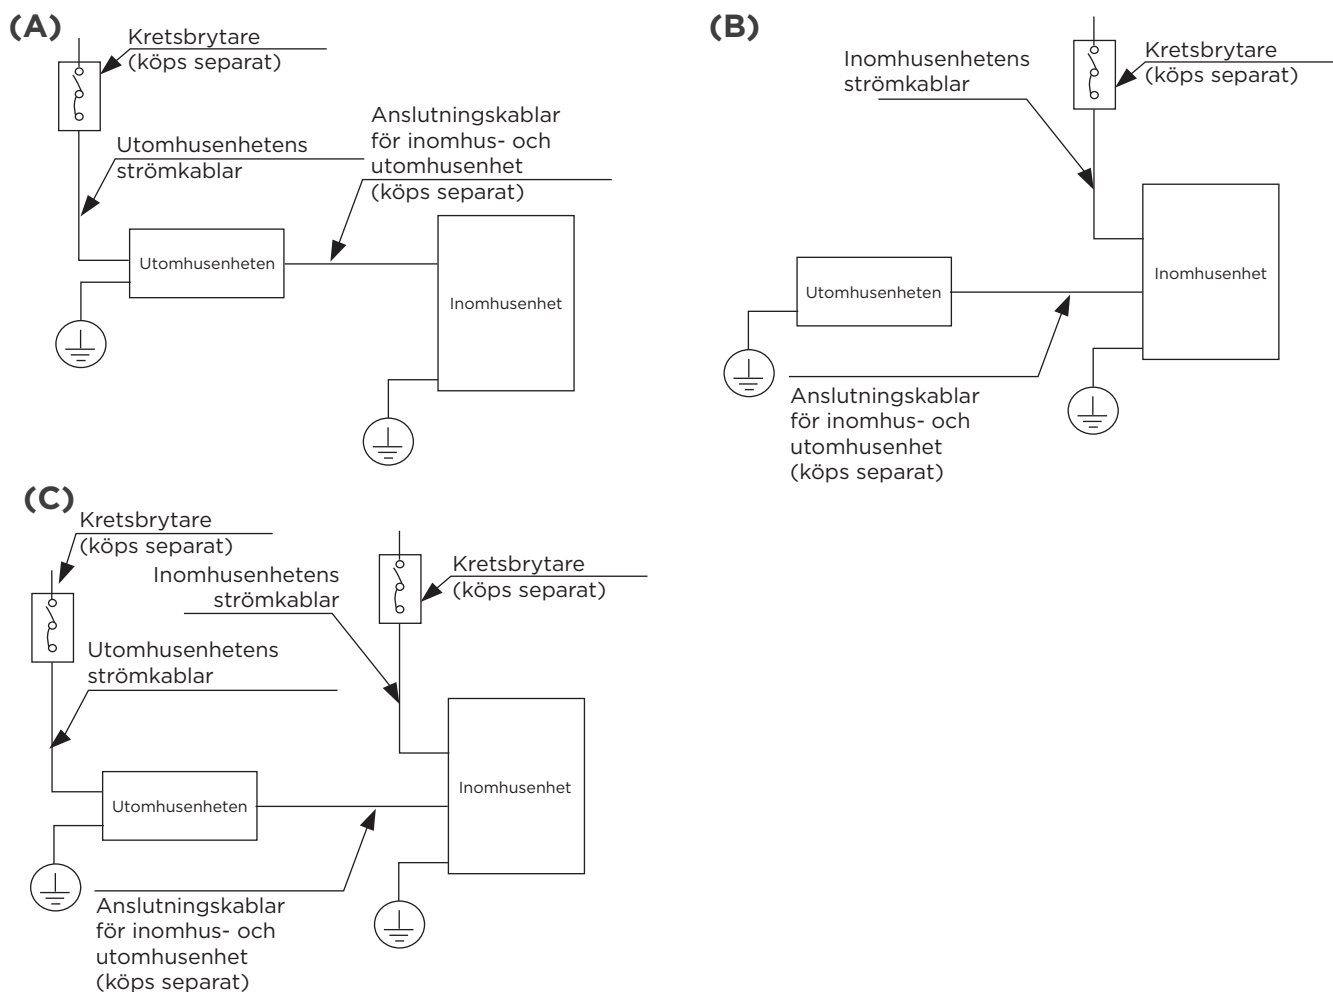 (A)
Kretsbrytare
(köps separat)
Utomhusenhetens
strömkablar
Anslutningskablar
för inomhus- och
utomhusenhet
(köps separat)
Utomhusenheten
Inomhusenhet
(B)
Inomhusenhetens
strömkablar
Kretsbrytare
(köps separat)
Utomhusenheten
Inomhusenhet
Anslutningskablar
för inomhus- och
utomhusenhet
(köps separat)
(C)
Kretsbrytare
(köps separat)
Inomhusenhetens
strömkablar
Kretsbrytare
(köps separat)
Utomhusenhetens
strömkablar
Utomhusenheten
Inomhusenhet
Anslutningskablar
för inomhus- och
utomhusenhet
(köps separat)